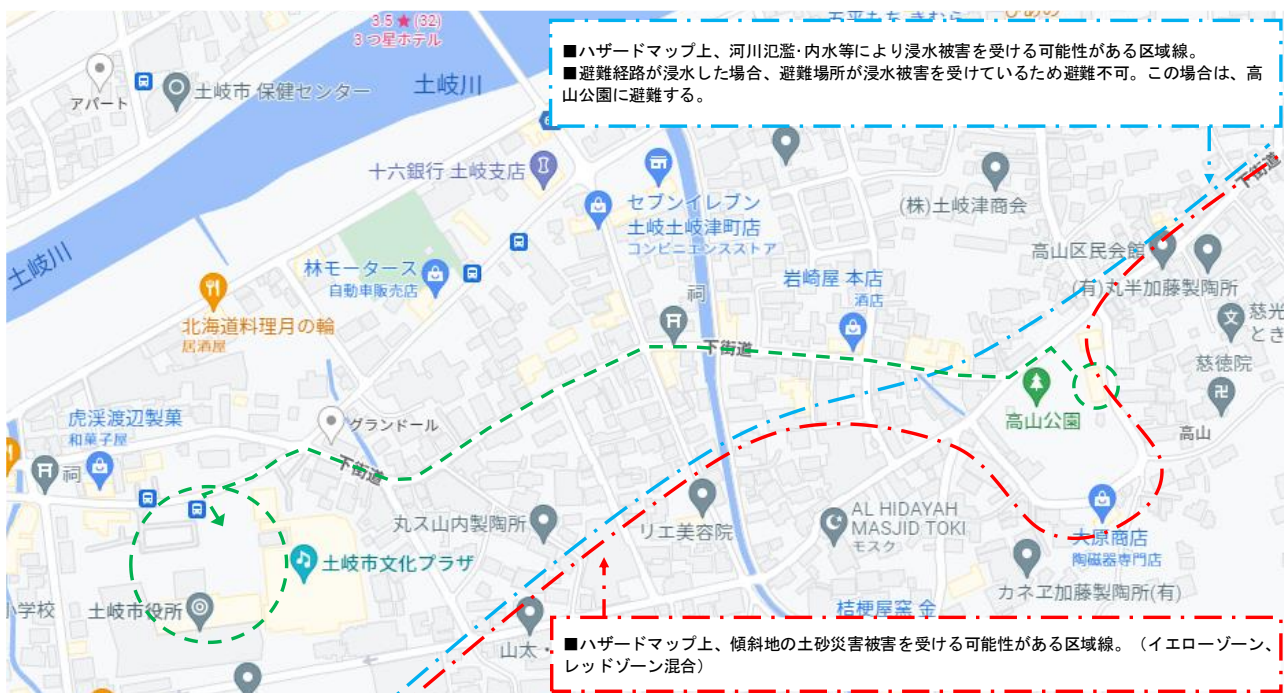 3.5 ★ (32)
3 つ星ホテル
■ハザードマップ上、河川氾濫･内水等により浸水被害を受ける可能性がある区域線。
■避難経路が浸水した場合、避難場所が浸水被害を受けているため避難不可。この場合は、高
山公園に避難する。
アパート
土岐市 保健センター
土岐川
十六銀行 土岐支店
セブンイレブン
土岐土岐津町店
コンビニエンスストア
(株)土岐津商会
下街道
高山区民会館
(有)丸半加藤製陶所
土岐川
林モータース
自動車販売店
祠
岩崎屋 本店
酒店
慈光
とき
北海道料理月の輪
居酒屋
下街道
慈徳院
高山公園
高山
虎渓渡辺製菓
和菓子屋
グランドール
祠
下街道
丸ス山内製陶所
リエ美容院
AL HIDAYAH
MASJID TOKI
モスク
大原商店
陶磁器専門店
土岐市文化プラザ
カネヱ加藤製陶所(有)
小学校
土岐市役所
桔梗屋窯 金
山太・
■ハザードマップ上、傾斜地の土砂災害被害を受ける可能性がある区域線。（イエローゾーン、
レッドゾーン混合）